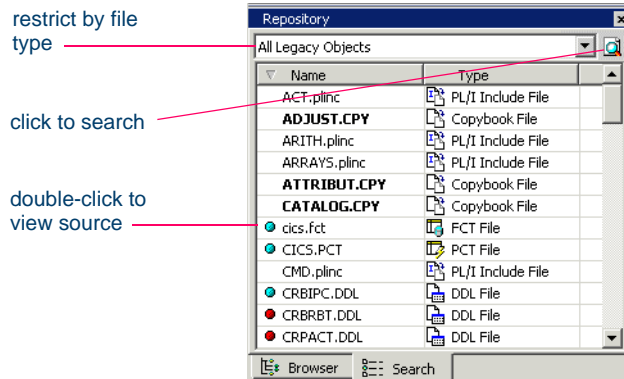 restrict by file
type
click to search
double-click to
view source
Repository
All Legacy Objects
Name Type
ACT.plinc PL/I Include File
ADJUST.CPY Copybook File
ARITH.plinc PL/I Include File
ARRAYS.plinc PL/I Include File
ATTRIBUT.CPY Copybook File
CATALOG.CPY Copybook File
cics.fct FCT File
CICS.PCT PCT File
CMD.plinc PL/I Include File
CRBIPC.DDL DDL File
CRBRBT.DDL DDL File
CRPACT.DDL DDL File
Browser Search